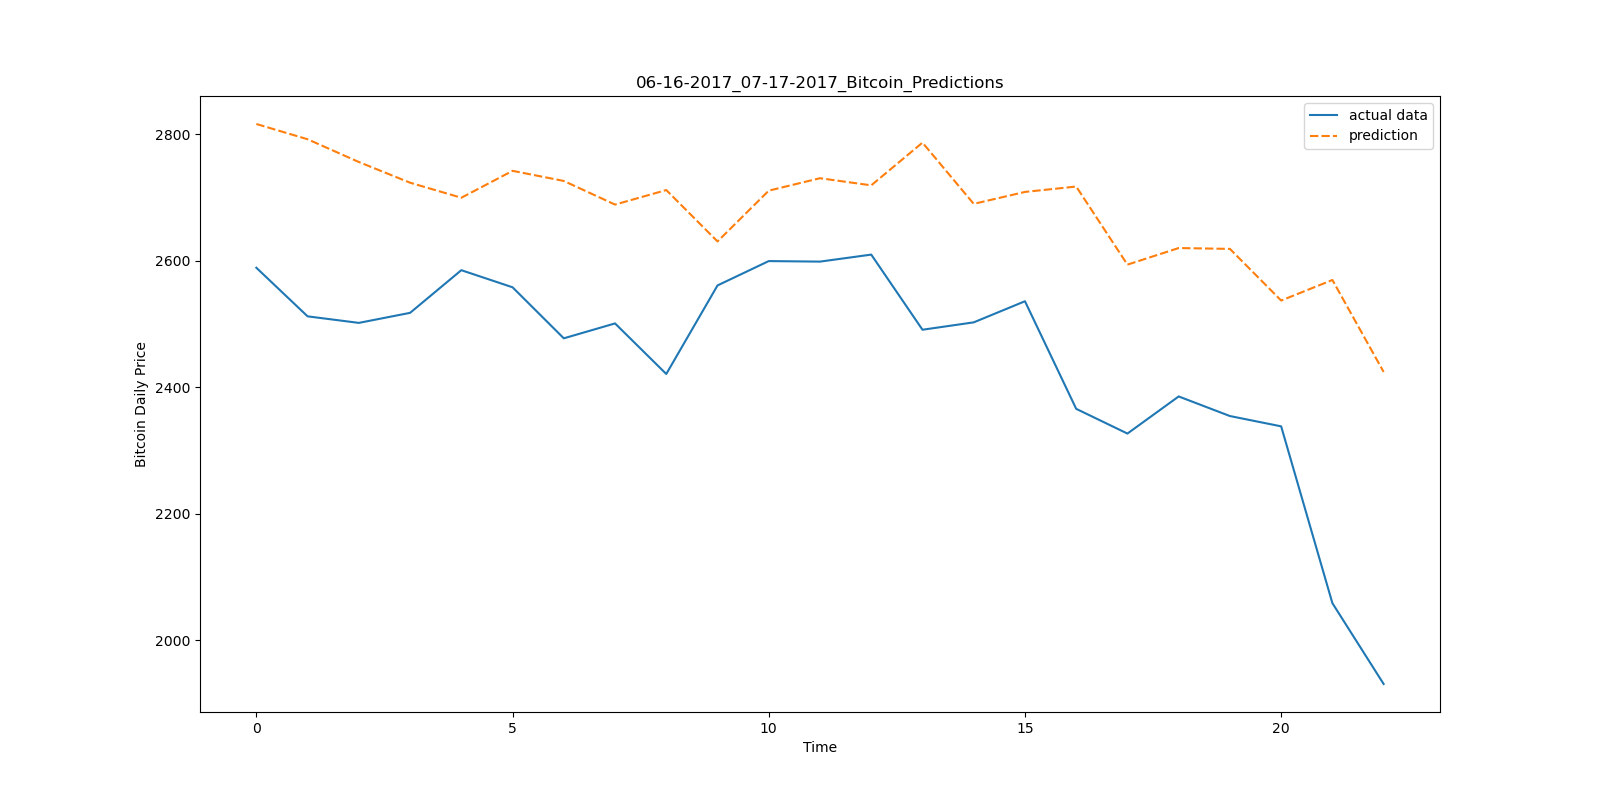 06-16-2017_07-17-2017_Bitcoin_Predictions
actual data
prediction
2800
2600
2400
2200
2000
Bitcoin Daily Price
0
5
10
15
20
Time